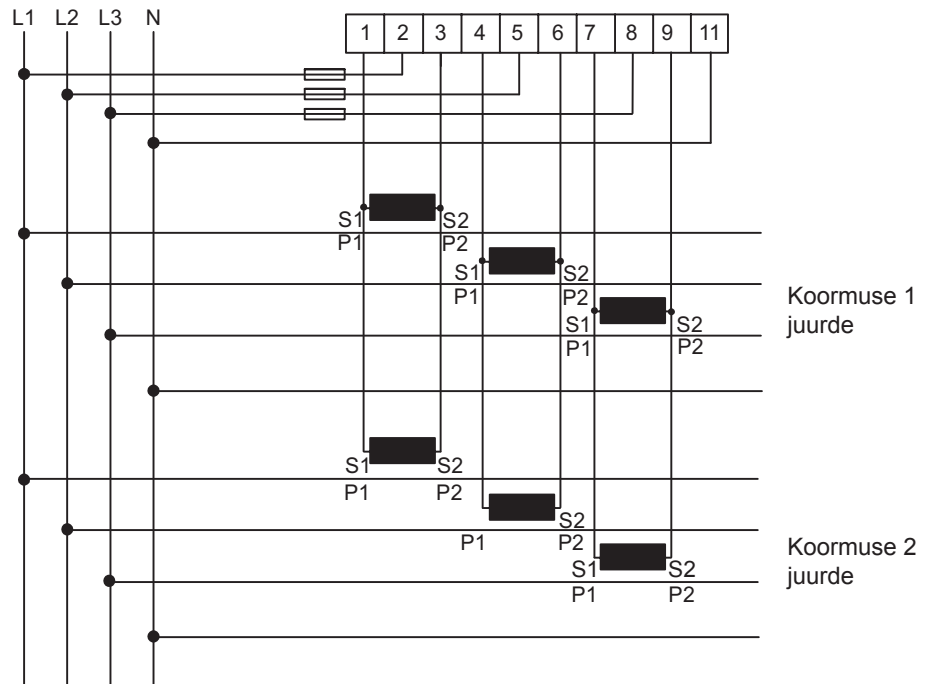 L1 L2 L3 N
1 2 3 4 5 6 7 8 9 11
S1 S2
P1 P2
S1 S2
P1 P2
S1 S2
P1 P2
Koormuse 1
juurde
S1 S2
P1 P2
S2
P1 P2
S1 S2
P1 P2
Koormuse 2
juurde